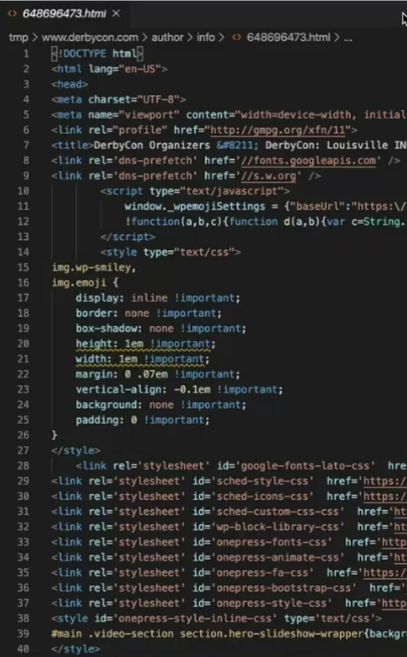 <> 648696473.html ×
tmp > www.derbycon.com > author > info > <> 648696473.html > ...
1 <!DOCTYPE html>
2 <html lang="en-US">
3 <head>
4 <meta charset="UTF-8">
5 <meta name="viewport" content="width=device-width, initial
6 <link rel="profile" href="http://gmpg.org/xfn/11">
7 <title>DerbyCon Organizers &#8211; DerbyCon: Louisville IN
8 <link rel='dns-prefetch' href='//fonts.googleapis.com' />
9 <link rel='dns-prefetch' href='//s.w.org' />
10 <script type="text/javascript">
11 window._wpemojiSettings = {"baseUrl":"https:\/
12 !function(a,b,c){function d(a,b){var c=String.
13 </script>
14 <style type="text/css">
15 img.wp-smiley,
16 img.emoji {
17 display: inline !important;
18 border: none !important;
19 box-shadow: none !important;
20 height: 1em !important;
21 width: 1em !important;
22 margin: 0 .07em !important;
23 vertical-align: -0.1em !important;
24 background: none !important;
25 padding: 0 !important;
26 }
27 </style>
28 <link rel='stylesheet' id='google-fonts-lato-css' hre
29 <link rel='stylesheet' id='sched-style-css' href='https:/
30 <link rel='stylesheet' id='sched-icons-css' href='https:/
31 <link rel='stylesheet' id='sched-custom-css-css' href='ht
32 <link rel='stylesheet' id='wp-block-library-css' href='ht
33 <link rel='stylesheet' id='onepress-fonts-css' href='http
34 <link rel='stylesheet' id='onepress-animate-css' href='ht
35 <link rel='stylesheet' id='onepress-fa-css' href='https:/
36 <link rel='stylesheet' id='onepress-bootstrap-css' href='
37 <link rel='stylesheet' id='onepress-style-css' href='http
38 <style id='onepress-style-inline-css' type='text/css'>
39 #main .video-section section.hero-slideshow-wrapper{backgr
40 </style>